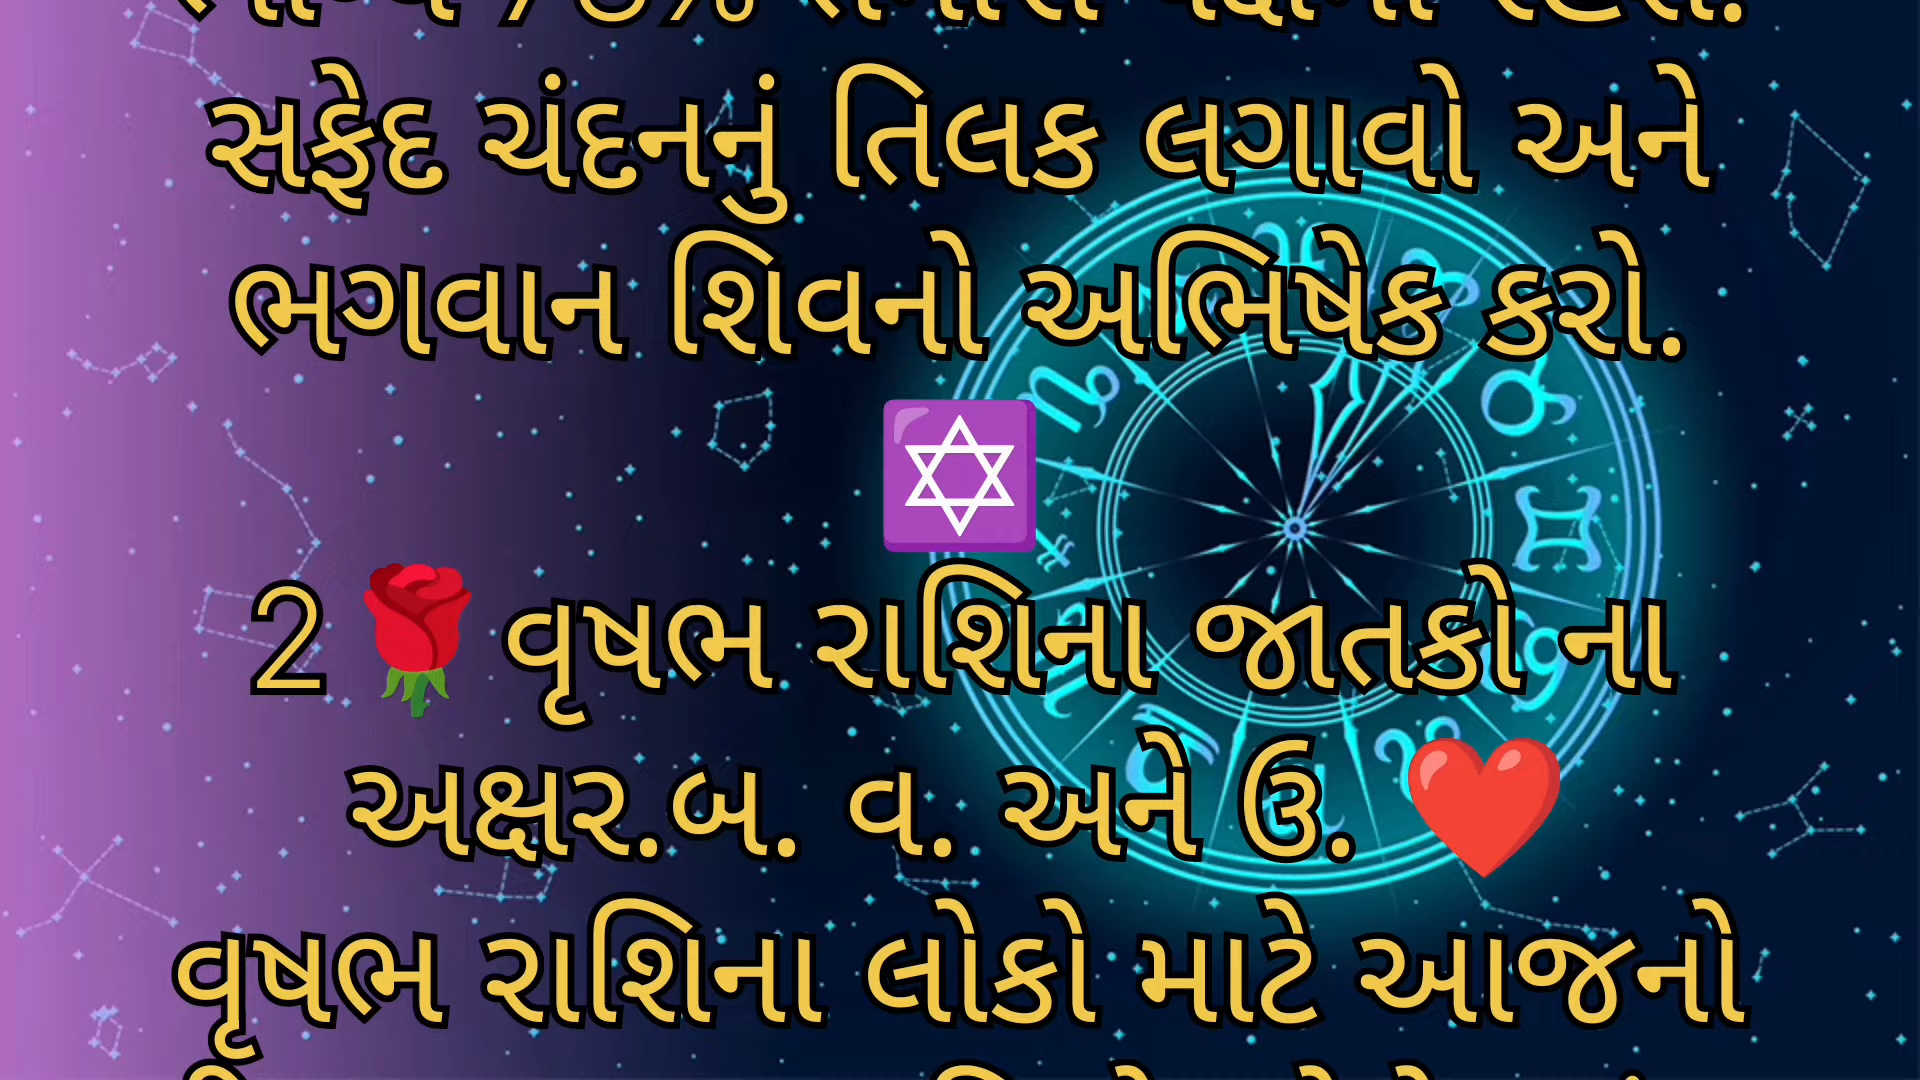 સફેદ ચંદનનું તિલક લગાવો અને
ભગવાન શિવનો અભિષેક કરો.
✡️
2🌹વૃષભ રાશિના જાતકો ના
અક્ષર.બ. વ. અને ઉ. ❤️
વૃષભ રાશિના લોકો માટે આજનો